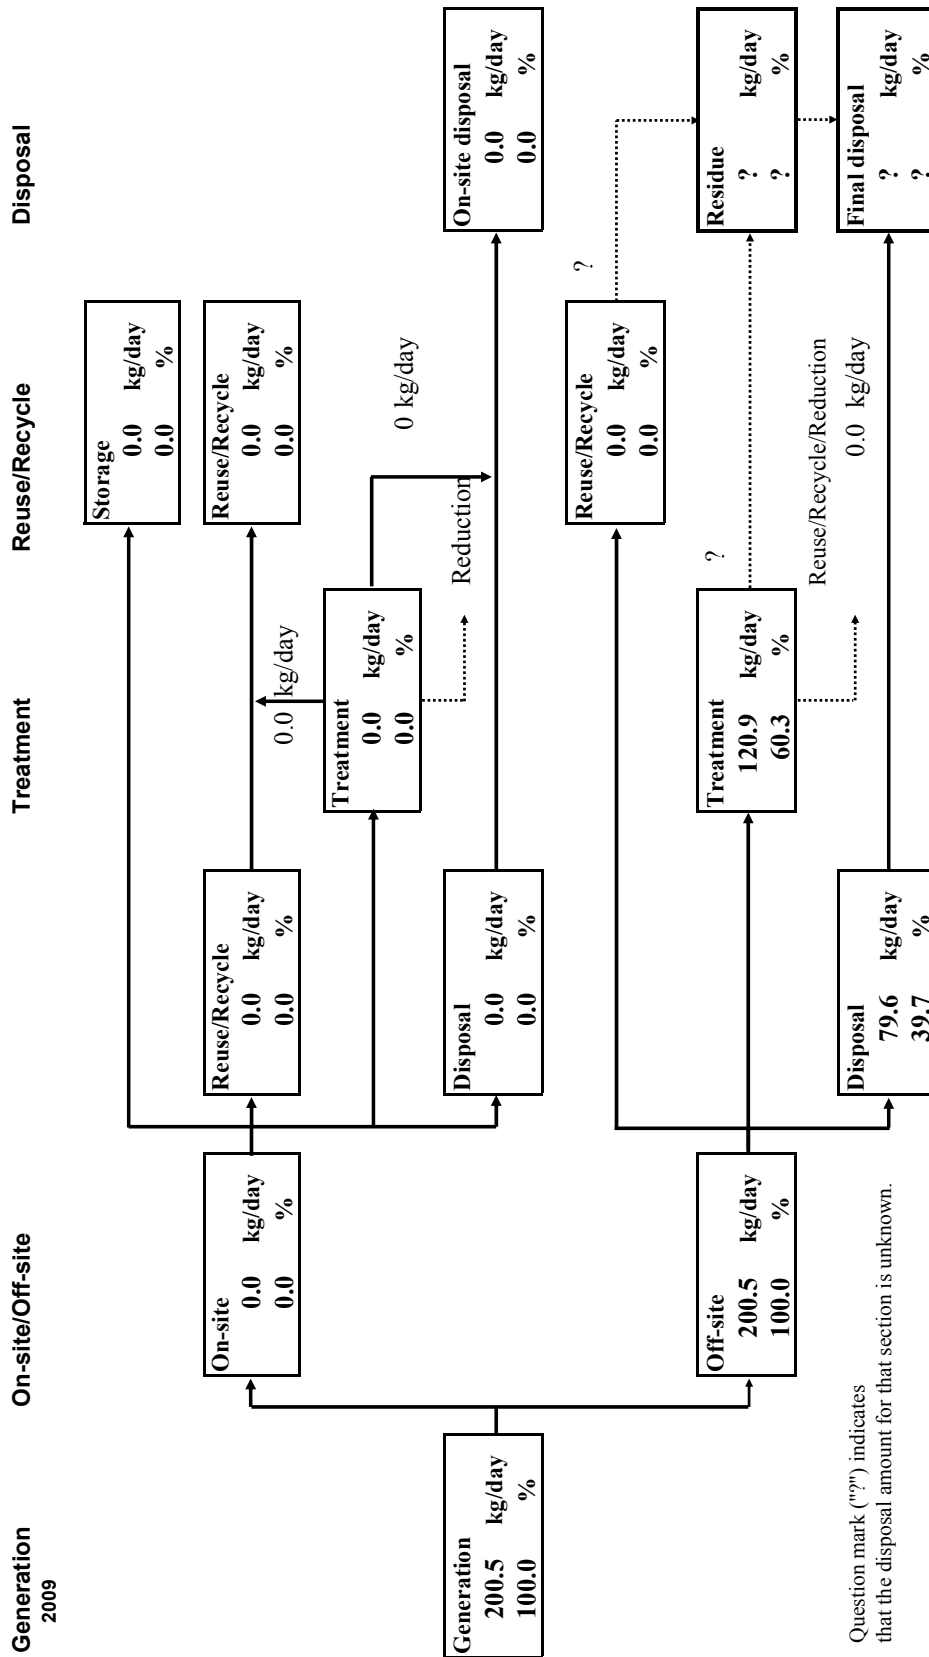 Generation
2009
On-site/Off-site
Treatment
Reuse/Recycle
Disposal
Storage
0.0 kg/day
0.0 %
On-site
0.0 kg/day
0.0 %
Reuse/Recycle
0.0 kg/day
0.0 %
Reuse/Recycle
0.0 kg/day
0.0 %
0.0 kg/day
Treatment
0.0 kg/day
0.0 %
0 kg/day
Reduction
Generation
200.5 kg/day
100.0 %
Disposal
0.0 kg/day
0.0 %
On-site disposal
0.0 kg/day
0.0 %
Reuse/Recycle
0.0 kg/day
0.0 %
?
Off-site
200.5 kg/day
100.0 %
Treatment
120.9 kg/day
60.3 %
?
Residue
? kg/day
? %
Reuse/Recycle/Reduction
0.0 kg/day
Disposal
79.6 kg/day
39.7 %
Final disposal
? kg/day
? %
Question mark ("?") indicates
that the disposal amount for that section is unknown.